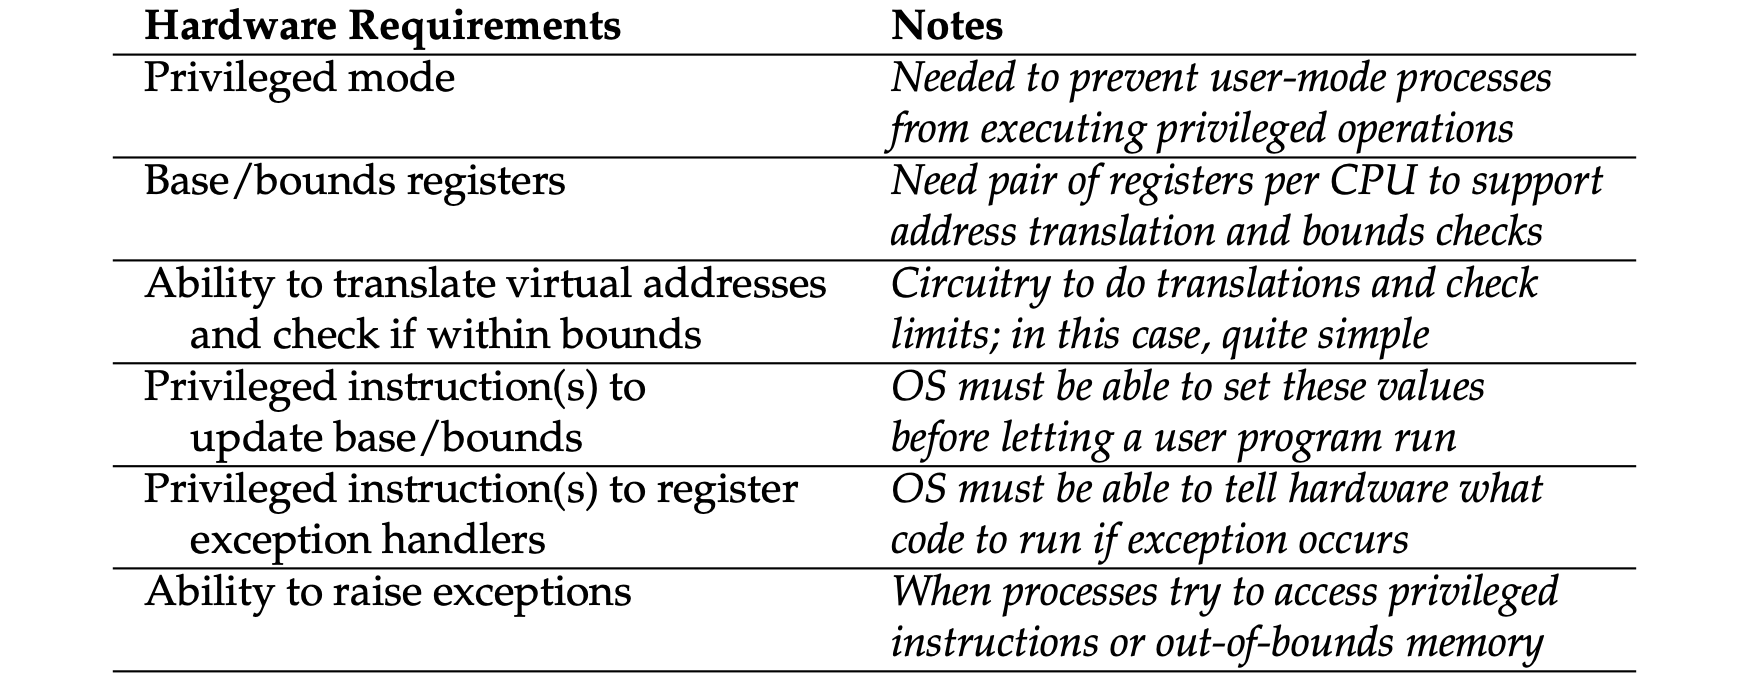 Hardware Requirements Notes
Privileged mode Needed to prevent user-mode processes
from executing privileged operations
Base/bounds registers Need pair of registers per CPU to support
address translation and bounds checks
Ability to translate virtual addresses Circuitry to do translations and check
and check if within bounds limits; in this case, quite simple
Privileged instruction(s) to OS must be able to set these values
update base/bounds before letting a user program run
Privileged instruction(s) to register OS must be able to tell hardware what
exception handlers code to run if exception occurs
Ability to raise exceptions When processes try to access privileged
instructions or out-of-bounds memory